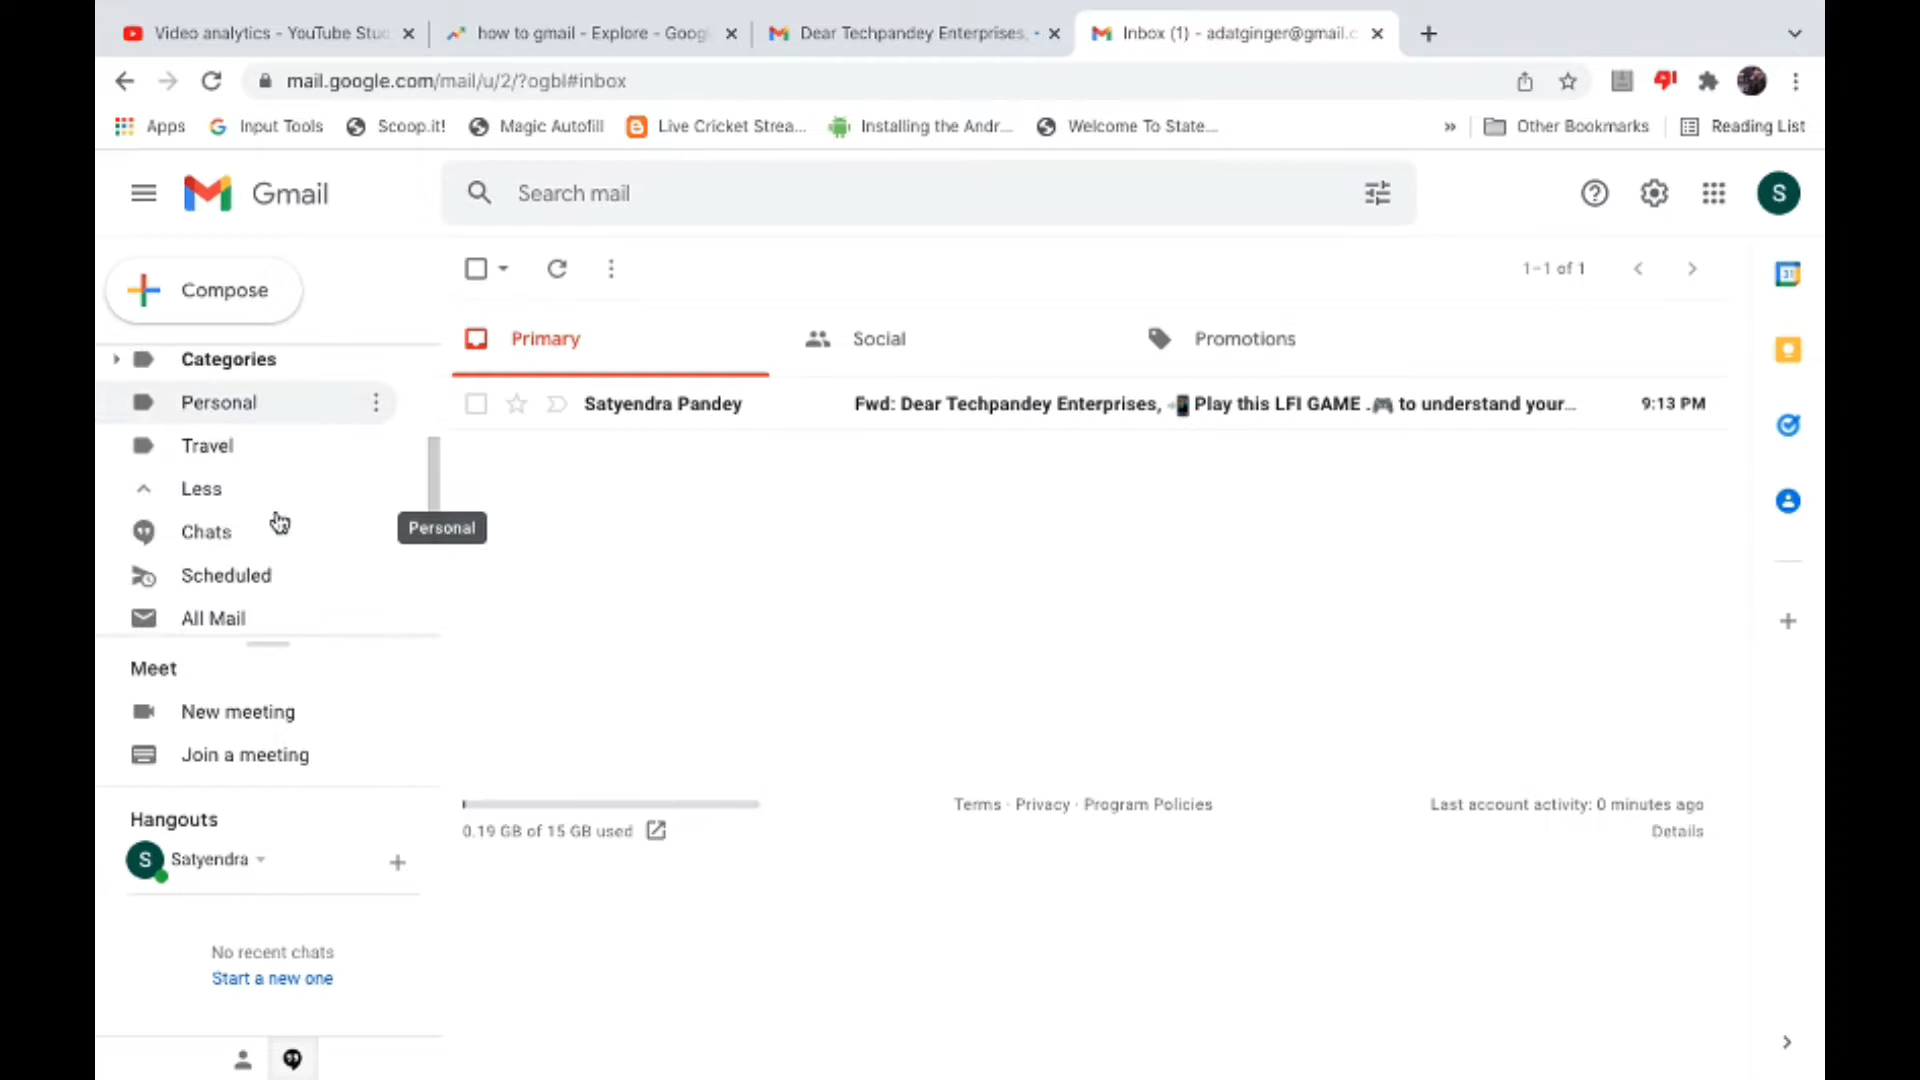 Video analytics - YouTube Stu
how to gmail - Explore - Goog
Dear Techpandey Enterprises, -
Inbox (1) - adatginger@gmail.c
mail.google.com/mail/u/2/?ogbl#inbox
Apps
Input Tools
Scoop.it!
Magic Autofill
Live Cricket Strea...
Installing the Andr...
Welcome To State...
»
Other Bookmarks
Reading List
Gmail
Search mail
S
Compose
1-1 of 1
31
Primary
Social
Promotions
Categories
Personal
Satyendra Pandey
Fwd: Dear Techpandey Enterprises, 📲 Play this LFI GAME .🎮 to understand your...
9:13 PM
Travel
Less
Chats
Personal
Scheduled
All Mail
Meet
New meeting
Join a meeting
Hangouts
S
Satyendra
0.19 GB of 15 GB used
Terms · Privacy · Program Policies
Last account activity: 0 minutes ago
Details
No recent chats
Start a new one